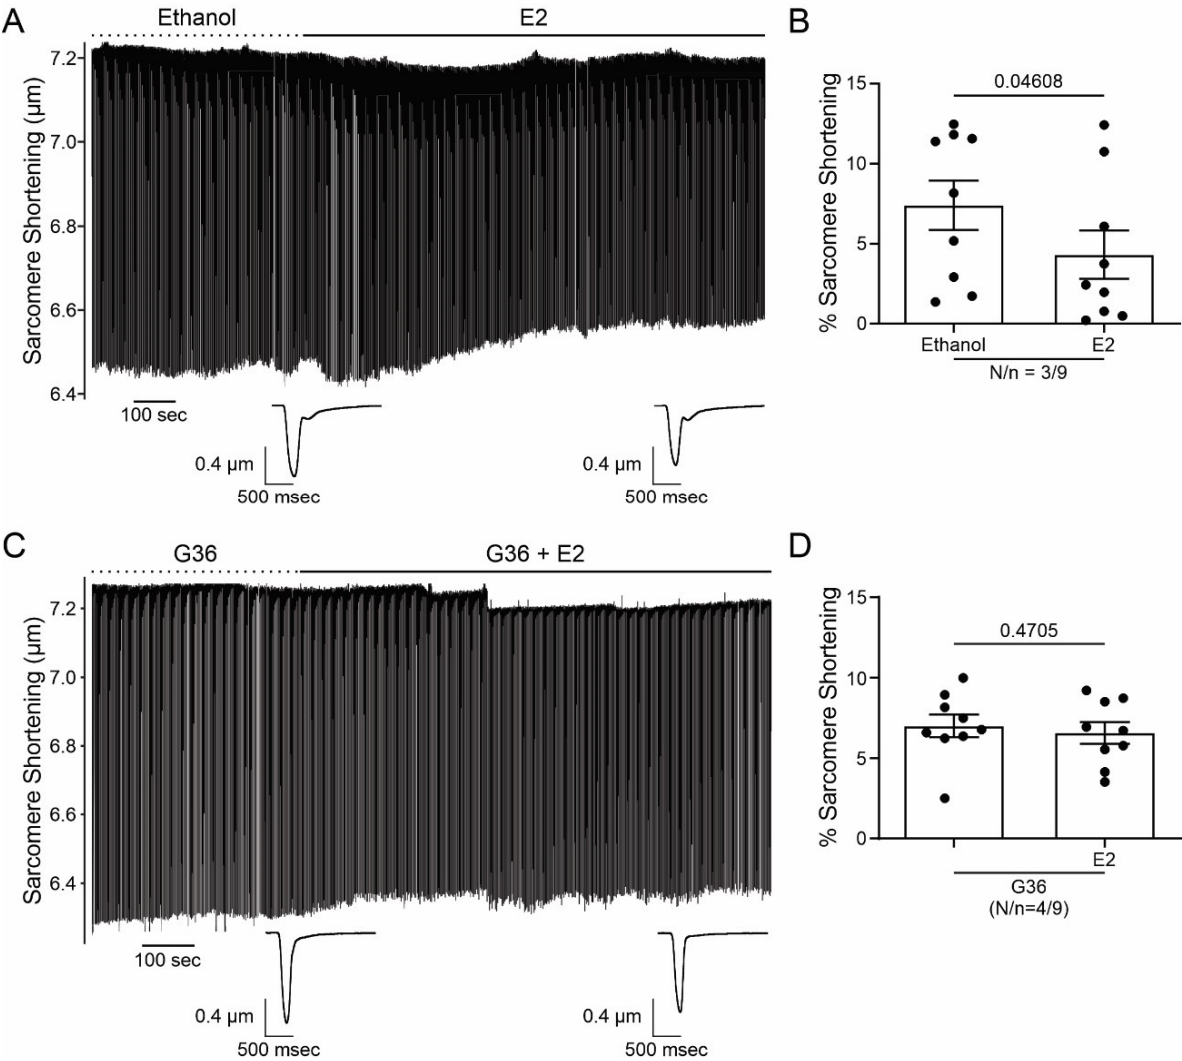 A
Ethanol
E2
Sarcomere Shortening (µm)
7.2
7.0
6.8
6.6
6.4
100 sec
0.4 µm
500 msec
0.4 µm
500 msec
B
% Sarcomere Shortening
15
10
5
0
0.04608
Ethanol
E2
N/n = 3/9
C
G36
G36 + E2
Sarcomere Shortening (µm)
7.2
7.0
6.8
6.6
6.4
100 sec
0.4 µm
500 msec
0.4 µm
500 msec
D
% Sarcomere Shortening
15
10
5
0
0.4705
E2
G36
(N/n=4/9)